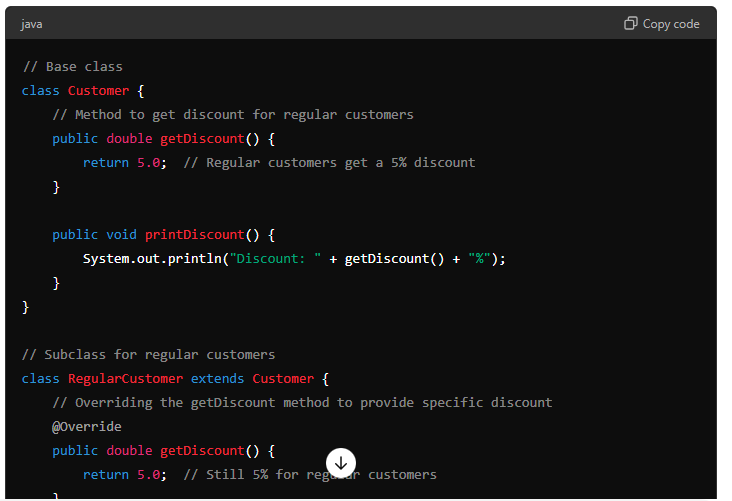 java
Copy code
// Base class
class Customer {
    // Method to get discount for regular customers
    public double getDiscount() {
        return 5.0;  // Regular customers get a 5% discount
    }

    public void printDiscount() {
        System.out.println("Discount: " + getDiscount() + "%");
    }
}

// Subclass for regular customers
class RegularCustomer extends Customer {
    // Overriding the getDiscount method to provide specific discount
    @Override
    public double getDiscount() {
        return 5.0;  // Still 5% for regular customers
    }